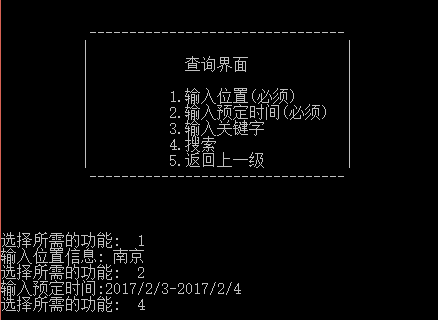 查询界面
1.输入位置(必须)
2.输入预定时间(必须)
3.输入关键字
4.搜索
5.返回上一级
选择所需的功能: 1
输入位置信息: 南京
选择所需的功能: 2
输入预定时间:2017/2/3-2017/2/4
选择所需的功能: 4